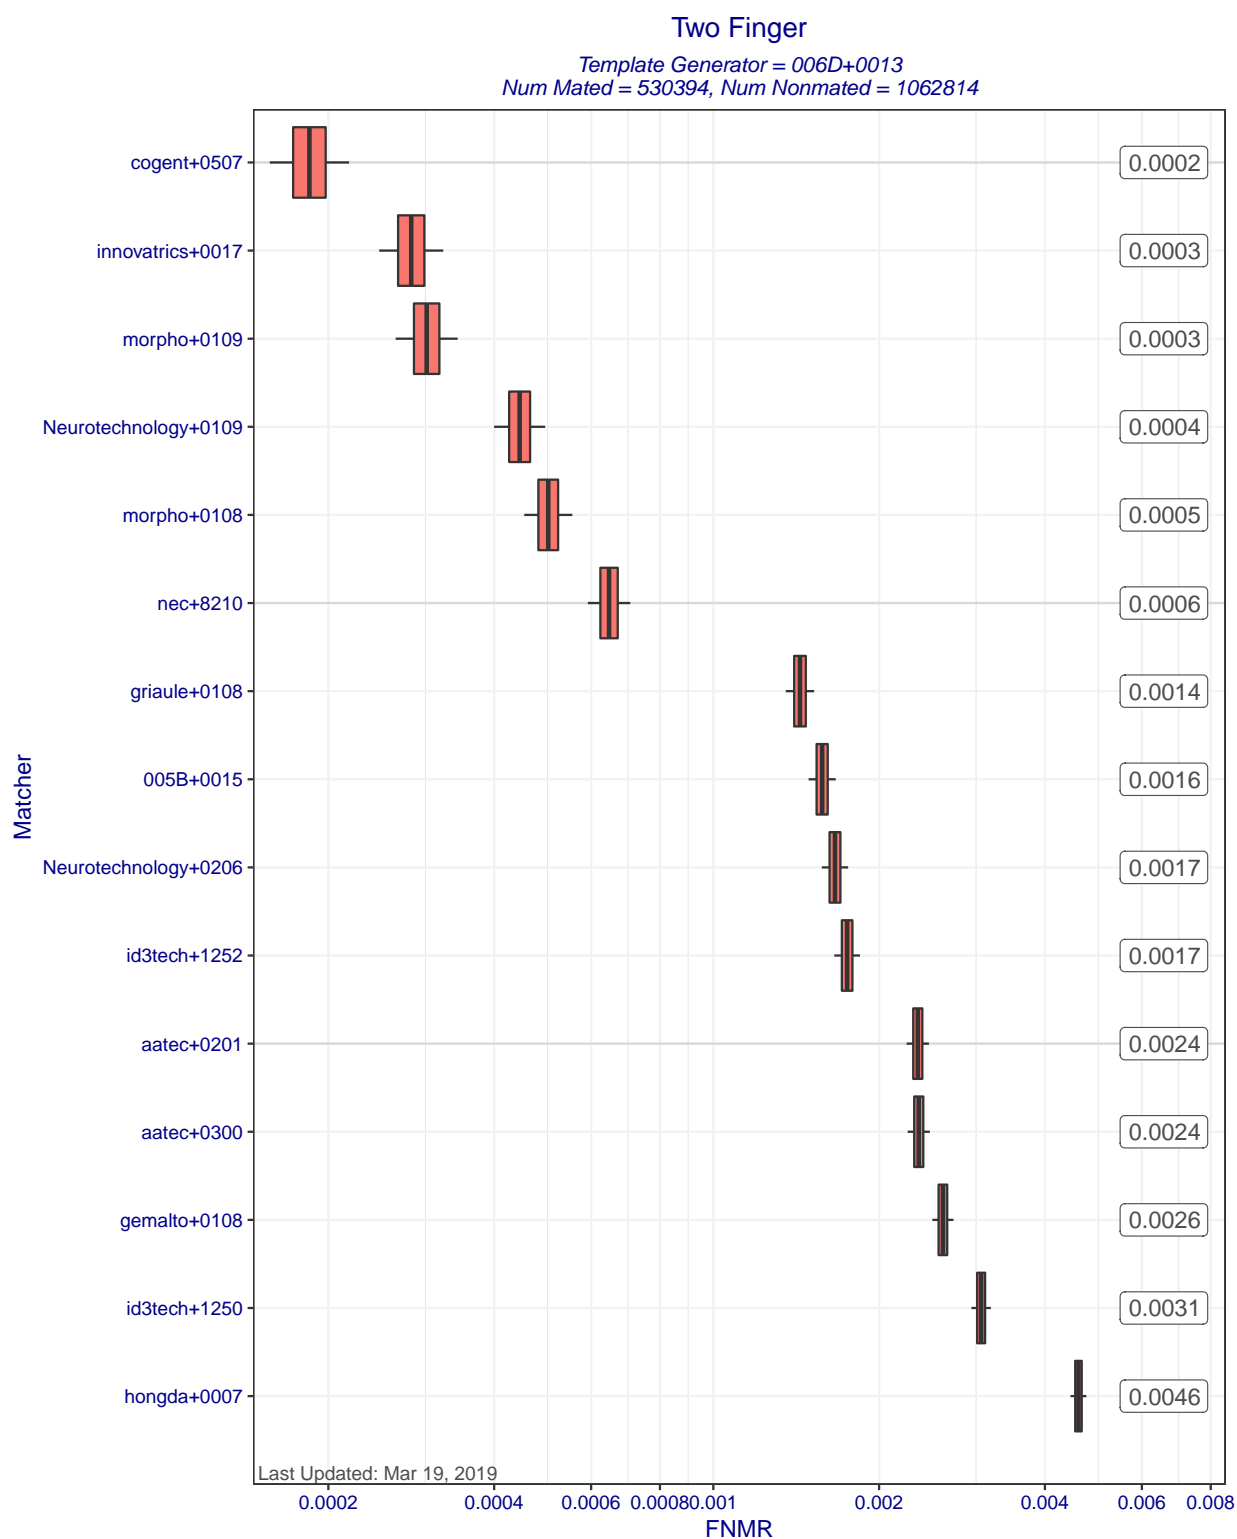 Two Finger
Template Generator = 006D+0013
Num Mated = 530394, Num Nonmated = 1062814
cogent+0507
0.0002
innovatrics+0017
0.0003
morpho+0109
0.0003
Neurotechnology+0109
0.0004
morpho+0108
0.0005
nec+8210
0.0006
griaule+0108
0.0014
005B+0015
0.0016
Neurotechnology+0206
0.0017
id3tech+1252
0.0017
aatec+0201
0.0024
aatec+0300
0.0024
gemalto+0108
0.0026
id3tech+1250
0.0031
hongda+0007
0.0046
Matcher
Last Updated: Mar 19, 2019
0.0002 0.0004 0.0006 0.0008 0.001 0.002 0.004 0.006 0.008
FNMR